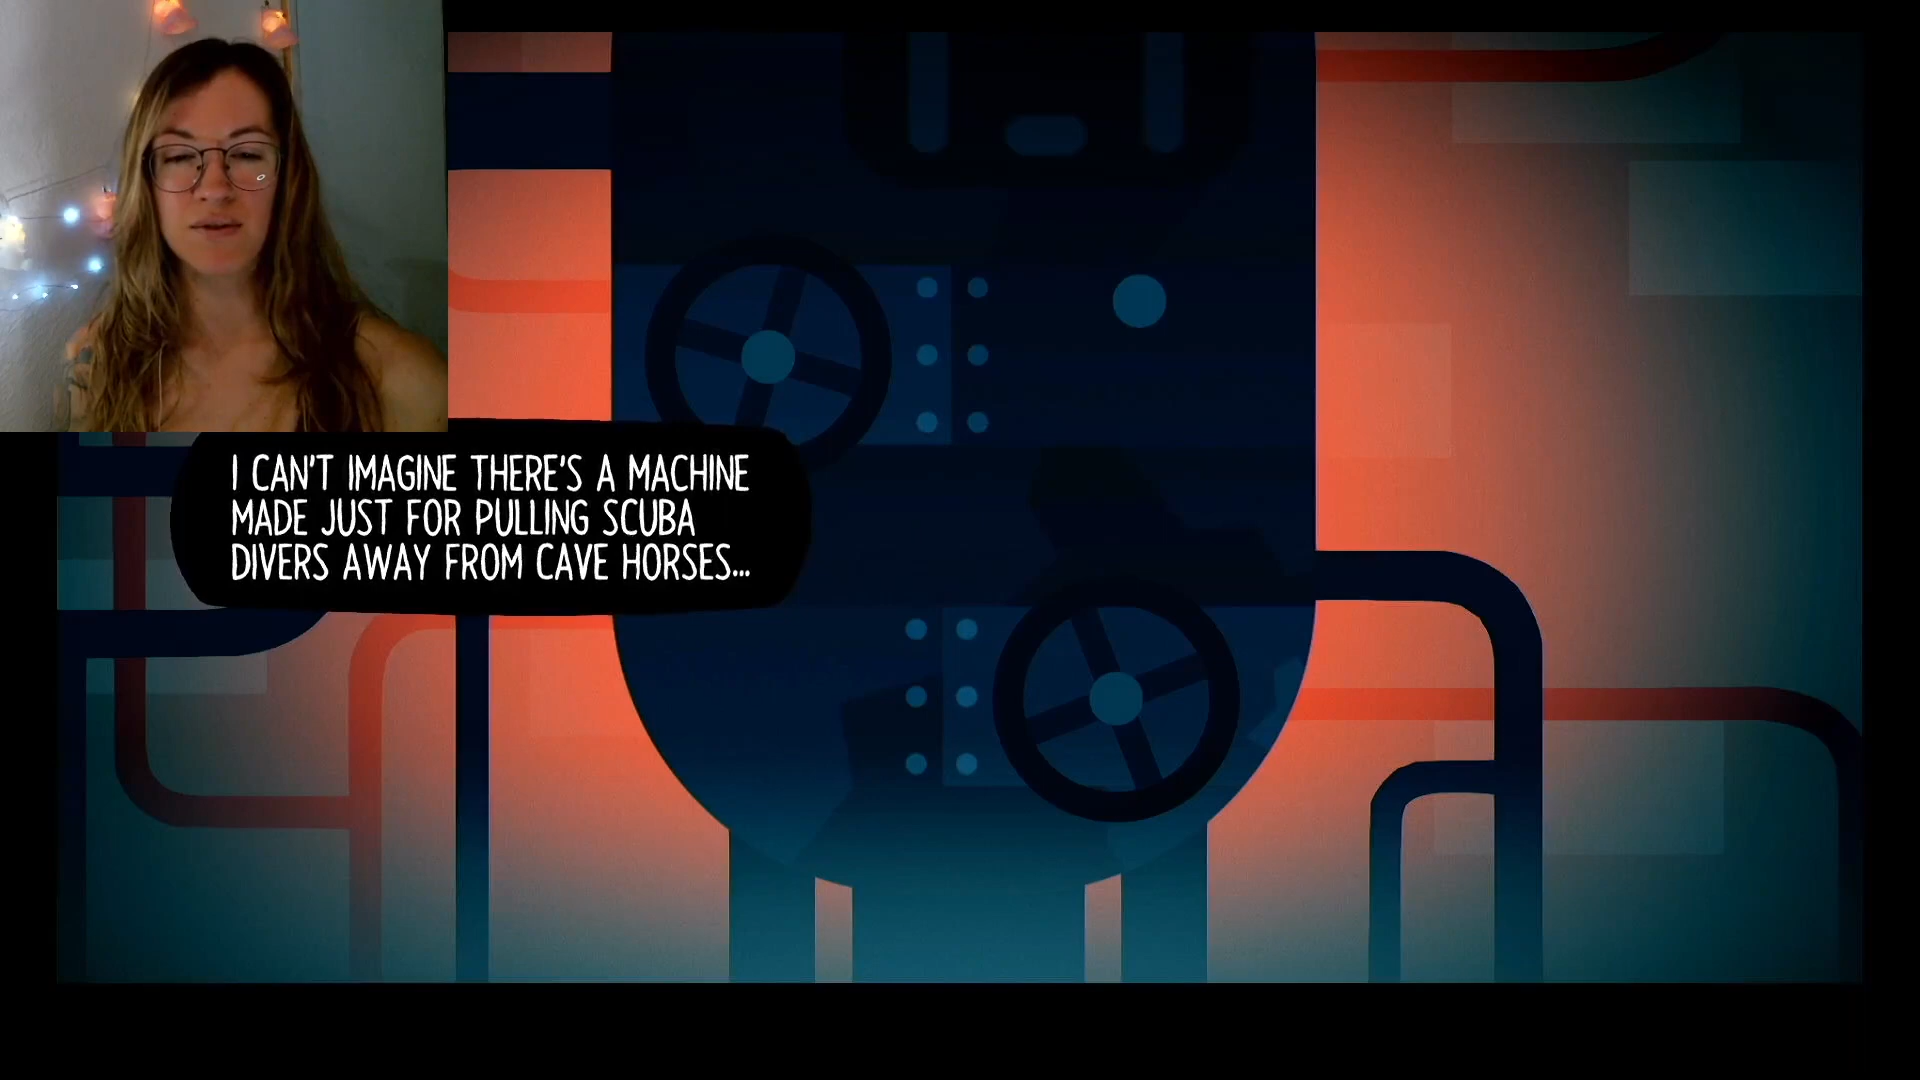 I CAN'T IMAGINE THERE'S A MACHINE
MADE JUST FOR PULLING SCUBA
DIVERS AWAY FROM CAVE HORSES...